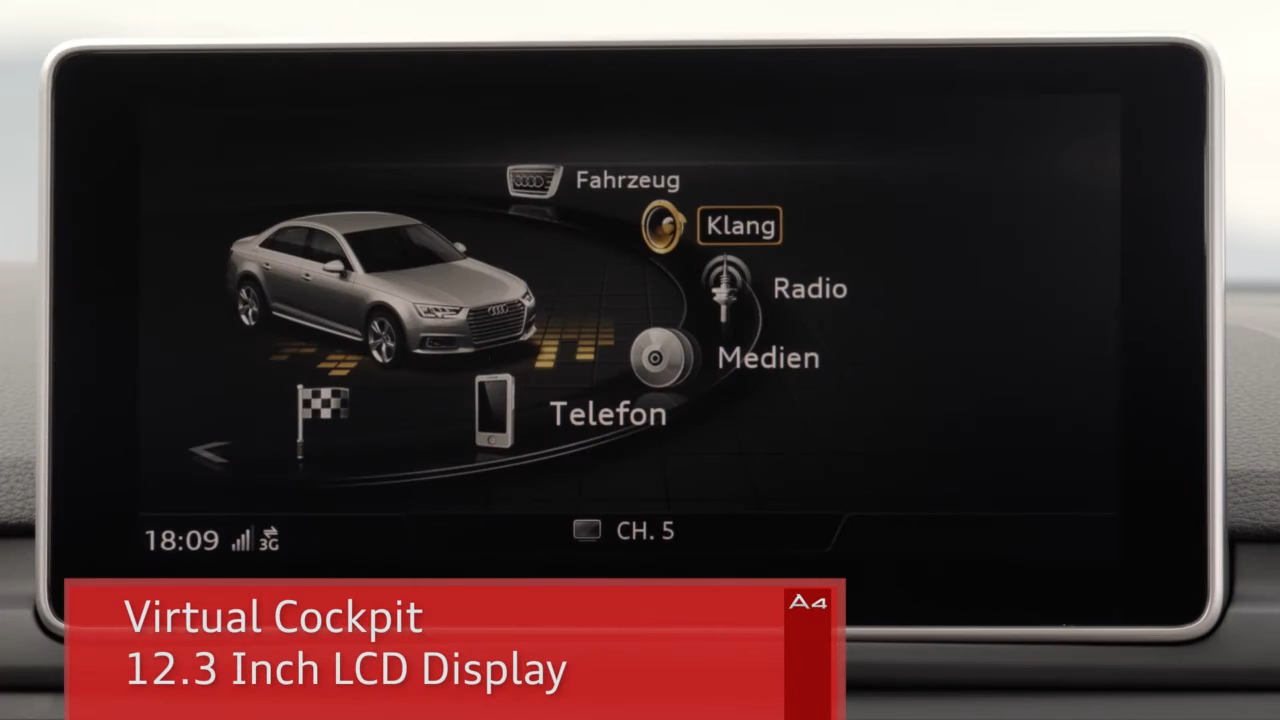 Fahrzeug
Klang
Radio
Medien
Telefon
18:09
3G
CH. 5
Virtual Cockpit
12.3 Inch LCD Display
A4